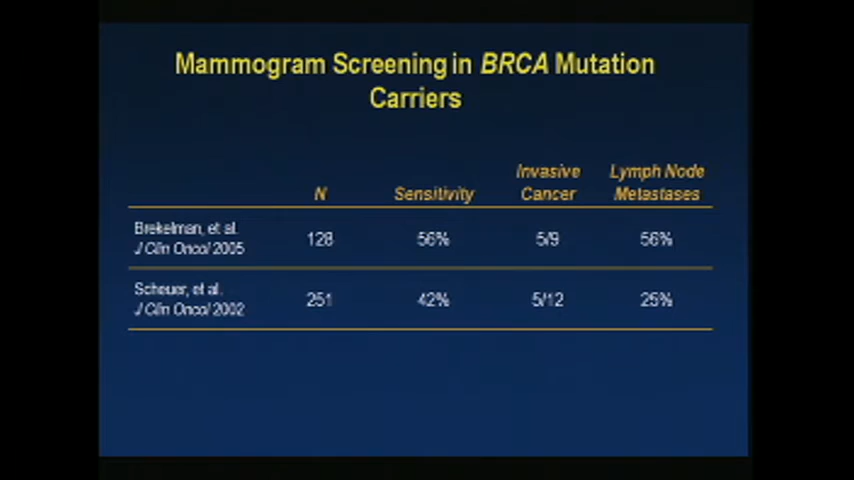 Mammogram Screening in BRCA Mutation
Carriers
N Sensitivity Invasive Cancer Lymph Node Metastases
Brekelman, et al.
J Clin Oncol 2005 128 56% 5/9 56%
Scheuer, et al.
J Clin Oncol 2002 251 42% 5/12 25%